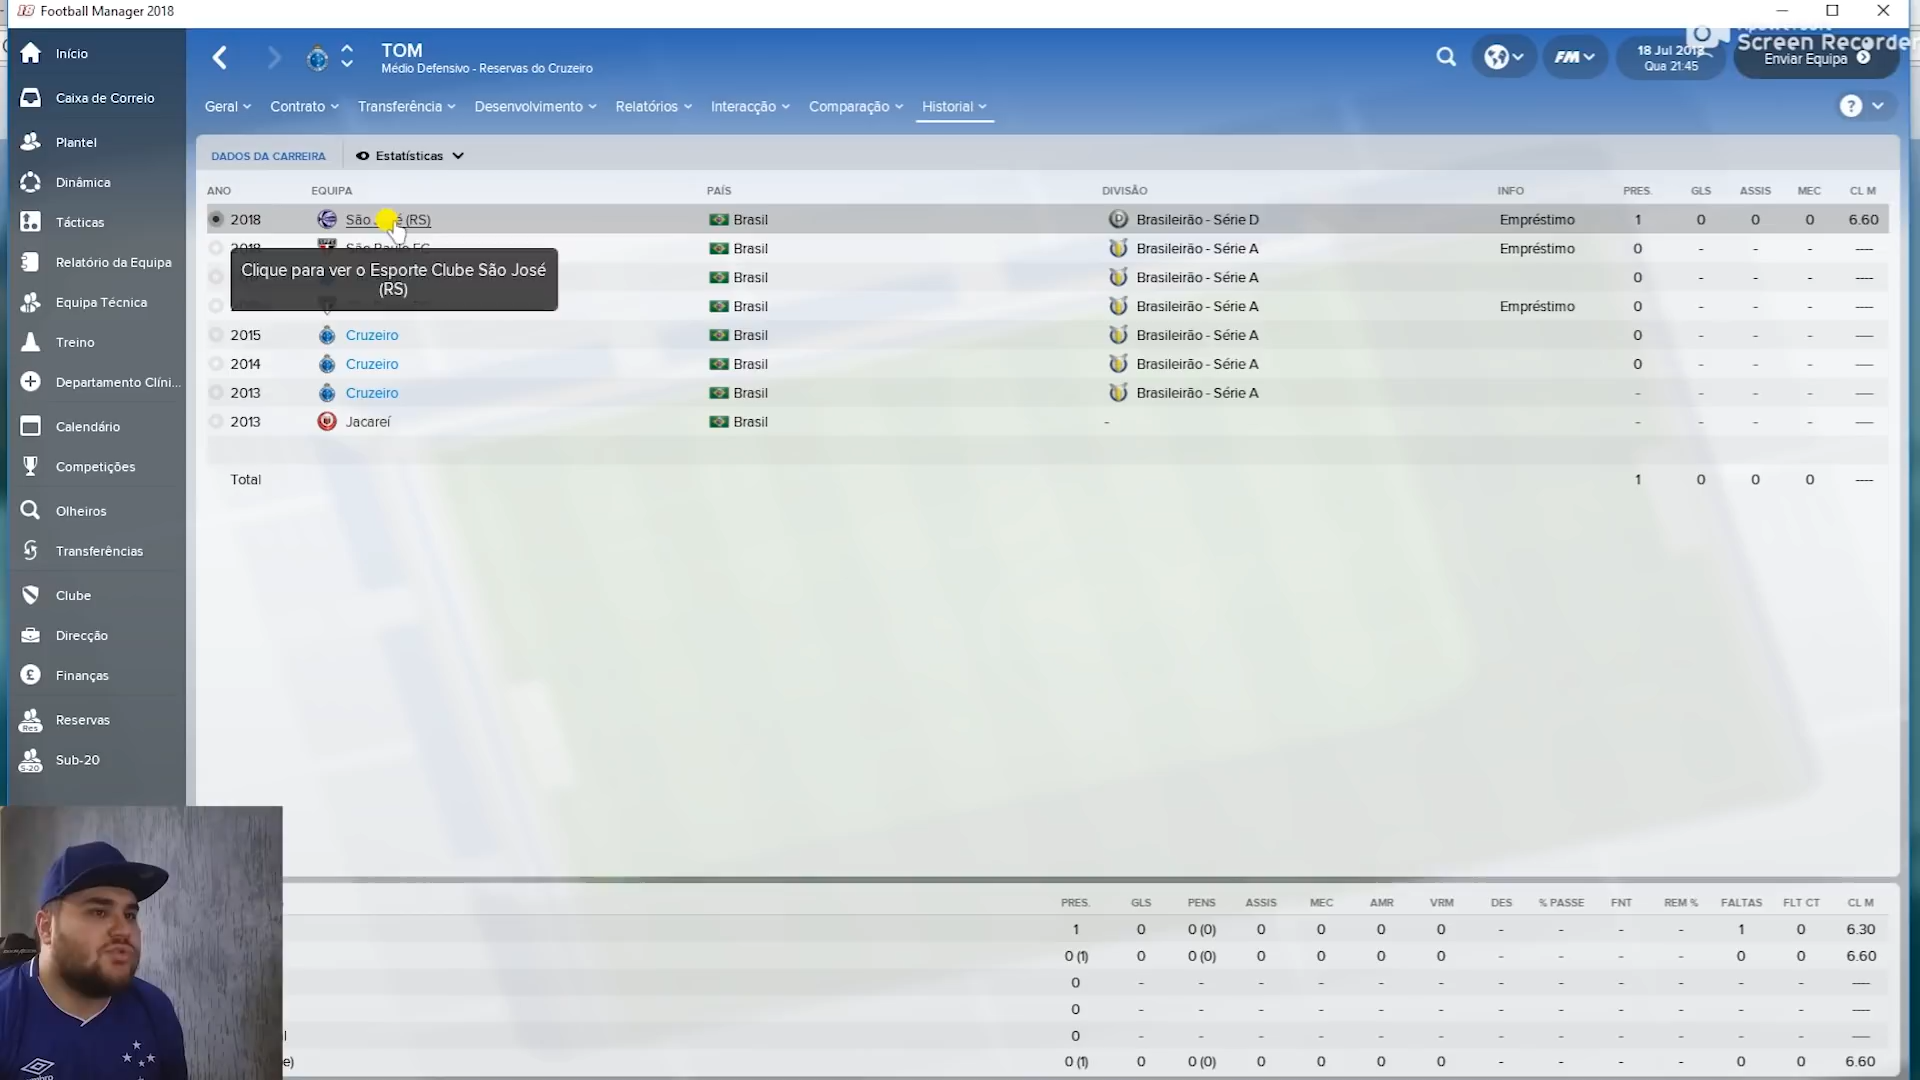 Football Manager 2018
Início
Caixa de Correio
Plantel
Dinâmica
Tácticas
Relatório da Equipa
Equipa Técnica
Treino
Departamento Clíni...
Calendário
Competições
Olheiros
Transferências
Clube
Direcção
Finanças
Reservas
Sub-20
TOM
Médio Defensivo - Reservas do Cruzeiro
FM
18 Jul 2018
Qua 21:45
Screen Recorder
Enviar Equipa
Geral Contrato Transferência Desenvolvimento Relatórios Interacção Comparação Historial
DADOS DA CARREIRA Estatísticas
ANO EQUIPA PAÍS DIVISÃO INFO PRES. GLS ASSIS MEC CL M
2018 São José (RS) Brasil Brasileirão - Série D Empréstimo 1 0 0 0 6.60
2018 São Paulo FC Brasil Brasileirão - Série A Empréstimo 0 - - - ----
Clique para ver o Esporte Clube São José
(RS)
Brasil Brasileirão - Série A 0 - - - ----
Brasil Brasileirão - Série A Empréstimo 0 - - - ----
2015 Cruzeiro Brasil Brasileirão - Série A 0 - - - ----
2014 Cruzeiro Brasil Brasileirão - Série A 0 - - - ----
2013 Cruzeiro Brasil Brasileirão - Série A - - - - ----
2013 Jacareí Brasil - - - - - ----
Total 1 0 0 0 ----
PRES. GLS PENS ASSIS MEC AMR VRM DES % PASSE FNT REM % FALTAS FLT CT CL M
1 0 0 (0) 0 0 0 0 - - - - 1 0 6.30
0 (1) 0 0 (0) 0 0 0 0 - - - - 0 0 6.60
0 - - - - - - - - - - - - ----
0 - - - - - - - - - - - - ----
0 - - - - - - - - - - - - ----
0 (1) 0 0 (0) 0 0 0 0 - - - - 0 0 6.60